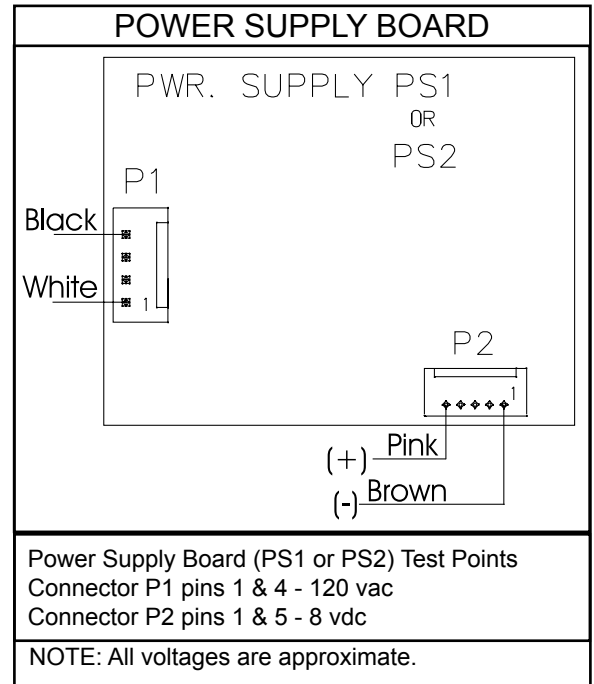 POWER SUPPLY BOARD
PWR. SUPPLY PS1
OR
PS2
P1
Black
White
1
P2
1
(+) Pink
(-) Brown
Power Supply Board (PS1 or PS2) Test Points
Connector P1 pins 1 & 4 - 120 vac
Connector P2 pins 1 & 5 - 8 vdc
NOTE: All voltages are approximate.